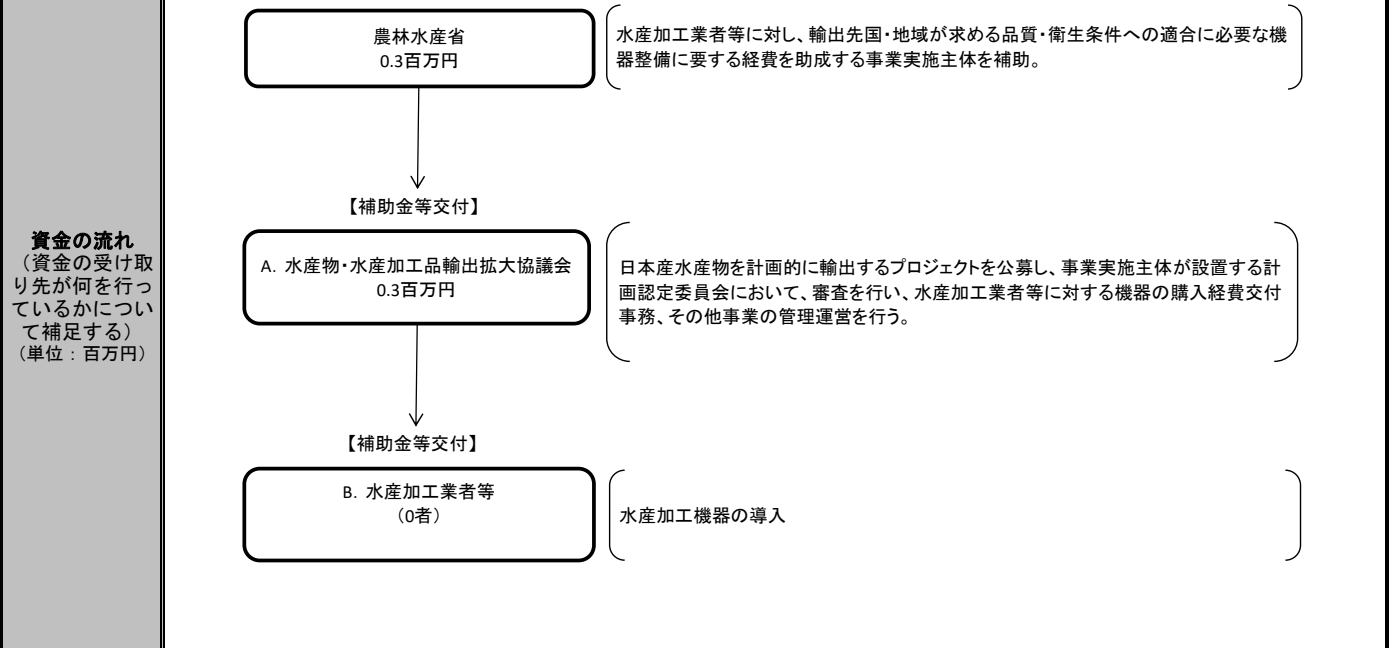 資金の流れ
（資金の受け取
り先が何を行っ
ているかについ
て補足する）
（単位：百万円）
農林水産省
0.3百万円
水産加工業者等に対し、輸出先国・地域が求める品質・衛生条件への適合に必要な機
器整備に要する経費を助成する事業実施主体を補助。
【補助金等交付】
A. 水産物・水産加工品輸出拡大協議会
0.3百万円
日本産水産物を計画的に輸出するプロジェクトを公募し、事業実施主体が設置する計
画認定委員会において、審査を行い、水産加工業者等に対する機器の購入経費交付
事務、その他事業の管理運営を行う。
【補助金等交付】
B. 水産加工業者等
（0者）
水産加工機器の導入